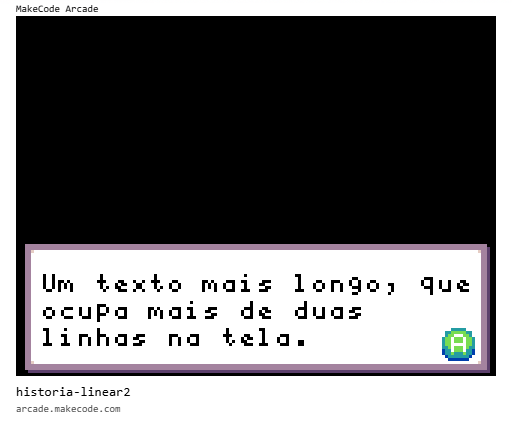 MakeCode Arcade
Um texto mais longo, que
ocupa mais de duas
linhas na tela.
A
historia-linear2
arcade.makecode.com